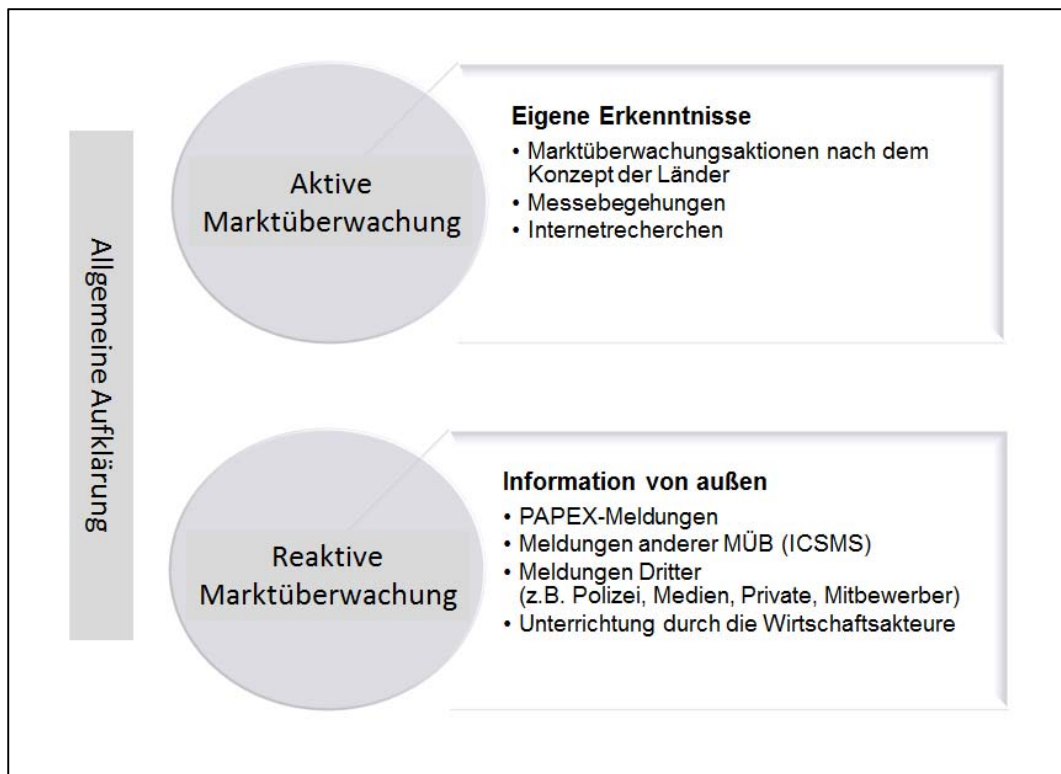 Allgemeine Aufklärung
Aktive
Marktüberwachung
Eigene Erkenntnisse
• Marktüberwachungsaktionen nach dem
Konzept der Länder
• Messebegehungen
• Internetrecherchen
Reaktive
Marktüberwachung
Information von außen
• PAPEX-Meldungen
• Meldungen anderer MÜB (ICSMS)
• Meldungen Dritter
(z.B. Polizei, Medien, Private, Mitbewerber)
• Unterrichtung durch die Wirtschaftsakteure